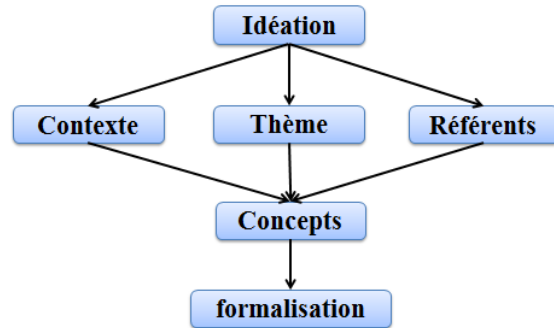 Idéation
Contexte
Thème
Référents
Concepts
formalisation